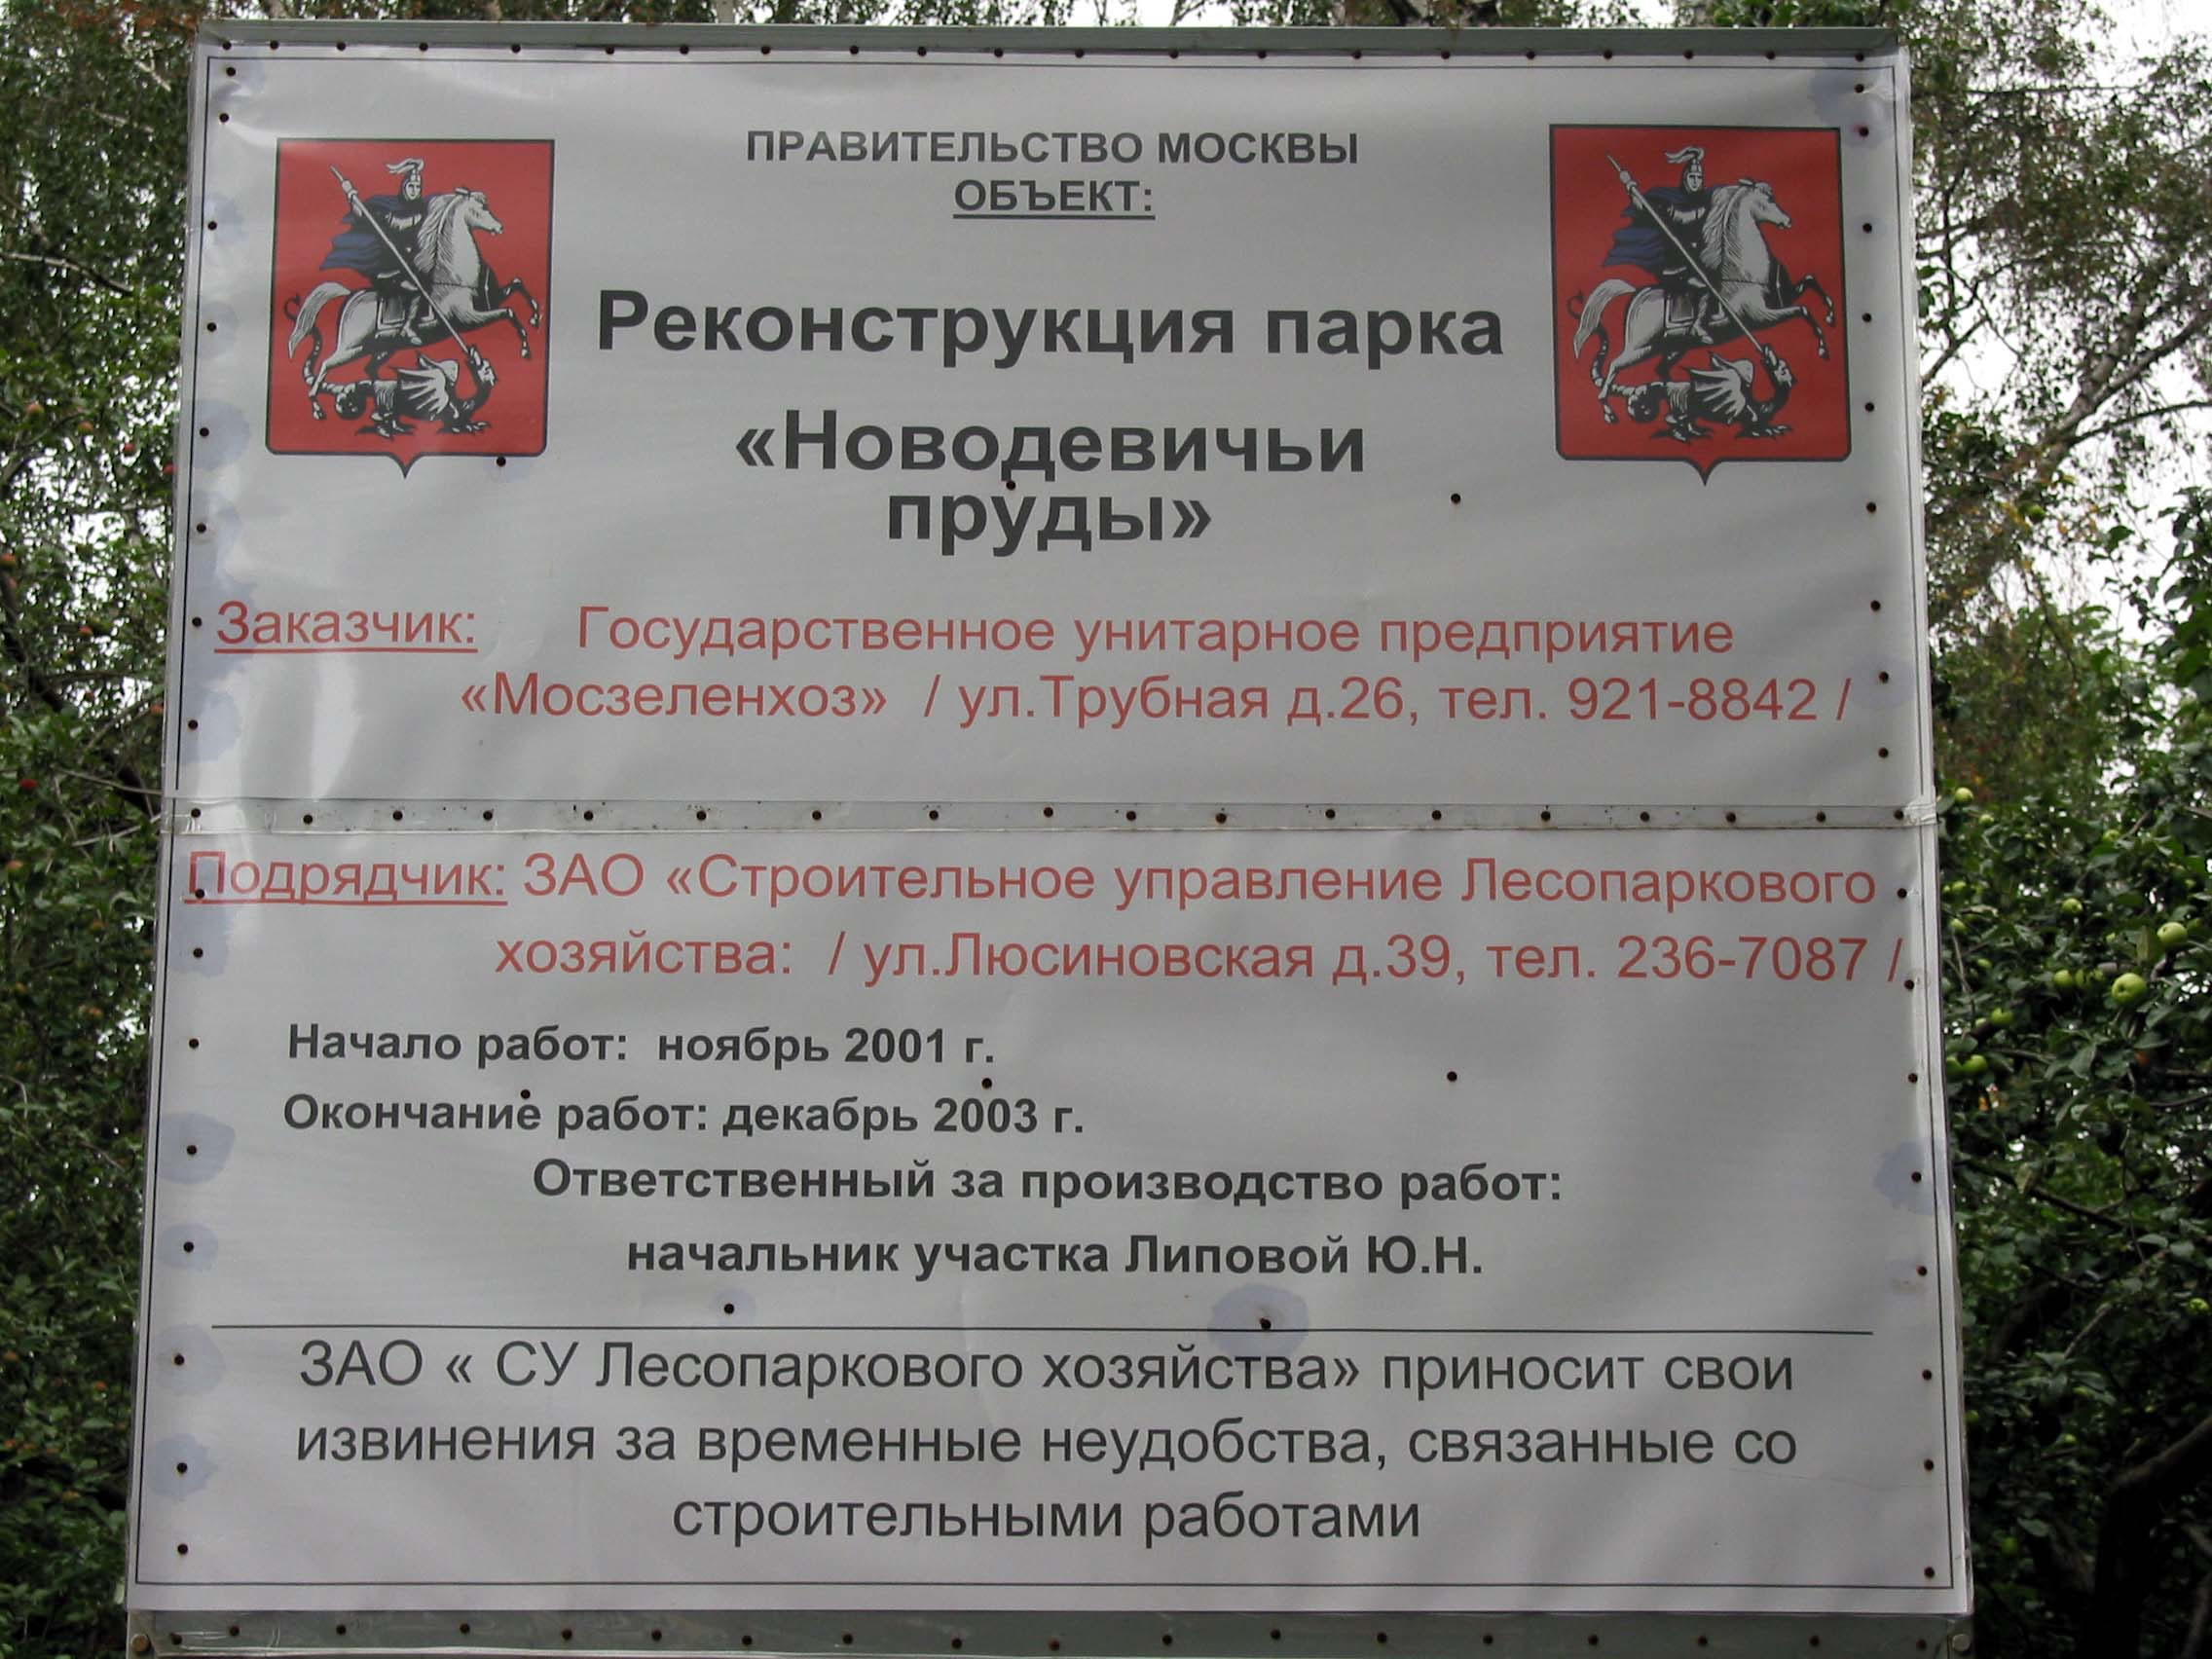 ПРАВИТЕЛЬСТВО МОСКВЫ
ОБЪЕКТ:
Реконструкция парка
«Новодевичьи
пруды»
Заказчик: Государственное унитарное предприятие
«Мосзеленхоз» / ул.Трубная д.26, тел. 921-8842 /
Подрядчик: ЗАО «Строительное управление Лесопаркового
хозяйства: / ул.Люсиновская д.39, тел. 236-7087 /
Начало работ: ноябрь 2001 г.
Окончание работ: декабрь 2003 г.
Ответственный за производство работ:
начальник участка Липовой Ю.Н.
ЗАО « СУ Лесопаркового хозяйства» приносит свои
извинения за временные неудобства, связанные со
строительными работами